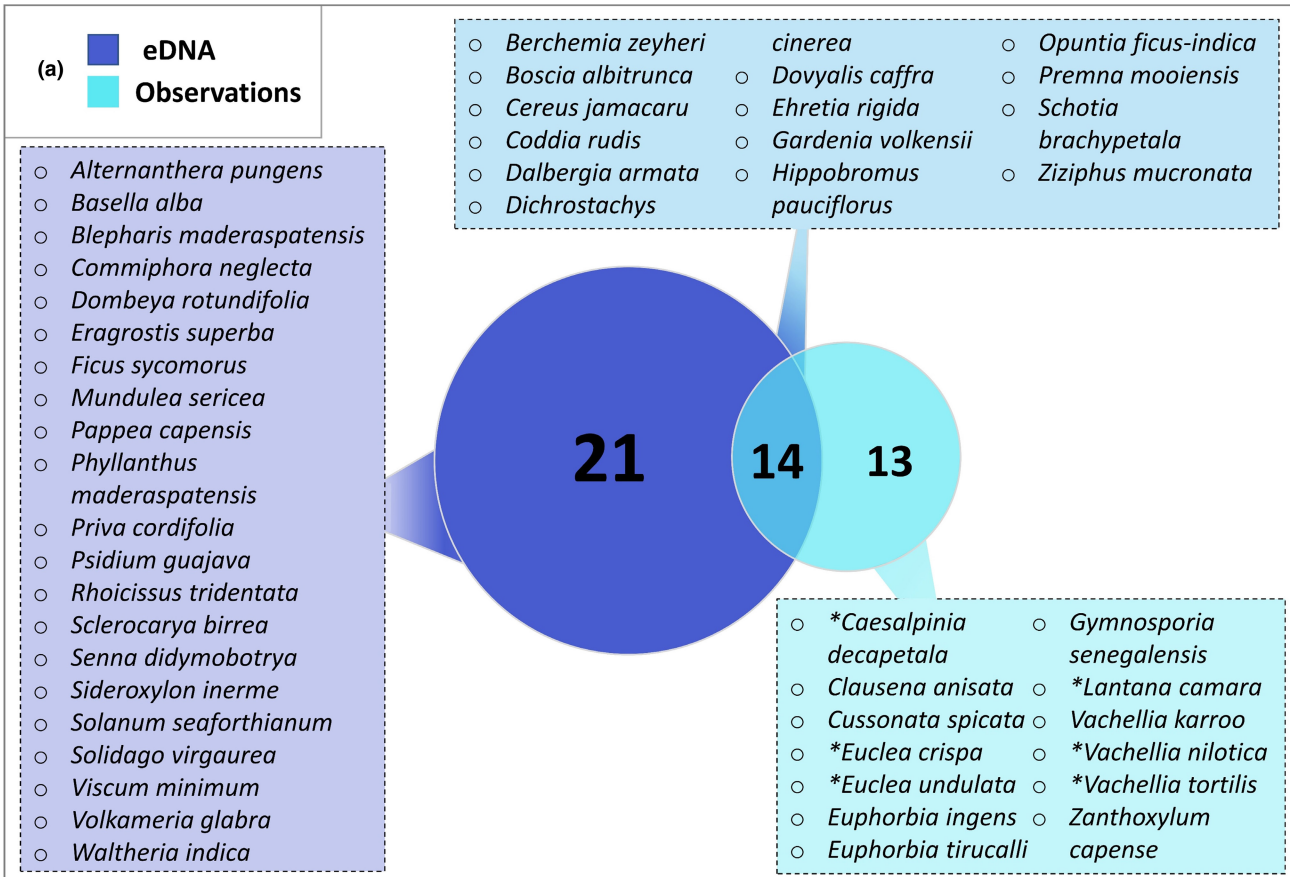 (a)
eDNA
Observations
○ Berchemia zeyheri
○ Boscia albitrunca
○ Cereus jamacaru
○ Coddia rudis
○ Dalbergia armata
○ Dichrostachys
cinerea
○ Dovyalis caffra
○ Ehretia rigida
○ Gardenia volkensii
○ Hippobromus
pauciflorus
○ Opuntia ficus-indica
○ Premna mooiensis
○ Schotia
brachypetala
○ Ziziphus mucronata
○ Alternanthera pungens
○ Basella alba
○ Blepharis maderaspatensis
○ Commiphora neglecta
○ Dombeya rotundifolia
○ Eragrostis superba
○ Ficus sycomorus
○ Mundulea sericea
○ Pappea capensis
○ Phyllanthus
maderaspatensis
○ Priva cordifolia
○ Psidium guajava
○ Rhoicissus tridentata
○ Sclerocarya birrea
○ Senna didymobotrya
○ Sideroxylon inerme
○ Solanum seaforthianum
○ Solidago virgaurea
○ Viscum minimum
○ Volkameria glabra
○ Waltheria indica
21
14
13
○ *Caesalpinia
decapetala
○ Clausena anisata
○ Cussonata spicata
○ *Euclea crispa
○ *Euclea undulata
○ Euphorbia ingens
○ Euphorbia tirucalli
○ Gymnosporia
senegalensis
○ *Lantana camara
○ Vachellia karroo
○ *Vachellia nilotica
○ *Vachellia tortilis
○ Zanthoxylum
capense